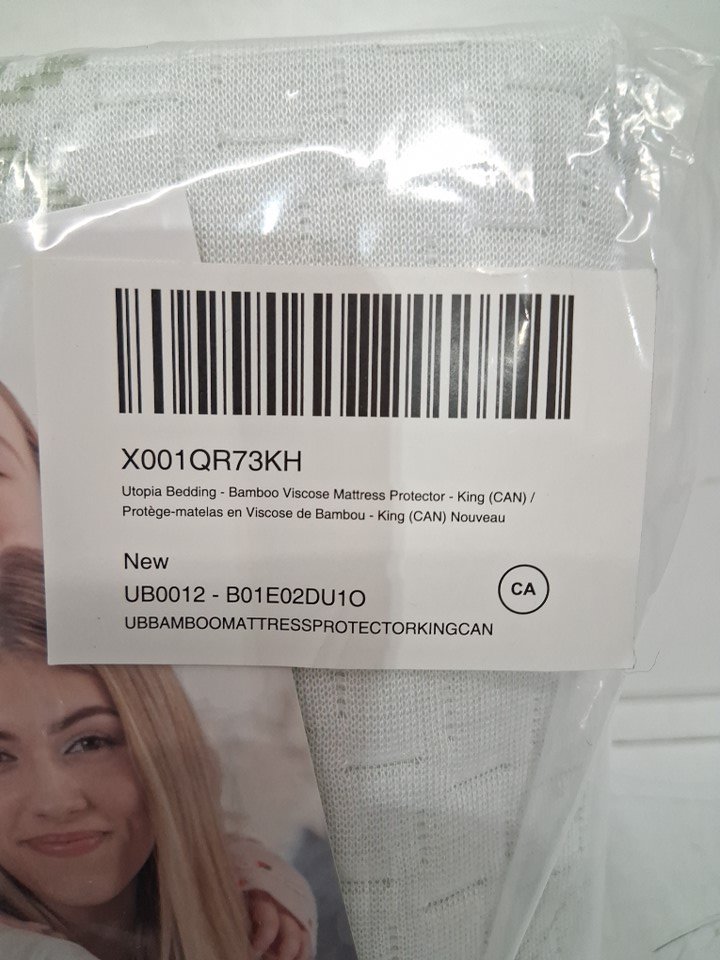 X001QR73KH
Utopia Bedding - Bamboo Viscose Mattress Protector - King (CAN) /
Protège-matelas en Viscose de Bambou - King (CAN) Nouveau
New
UB0012 - B01E02DU1O
CA
UBBAMBOOMATTRESSPROTECTORKINGCAN